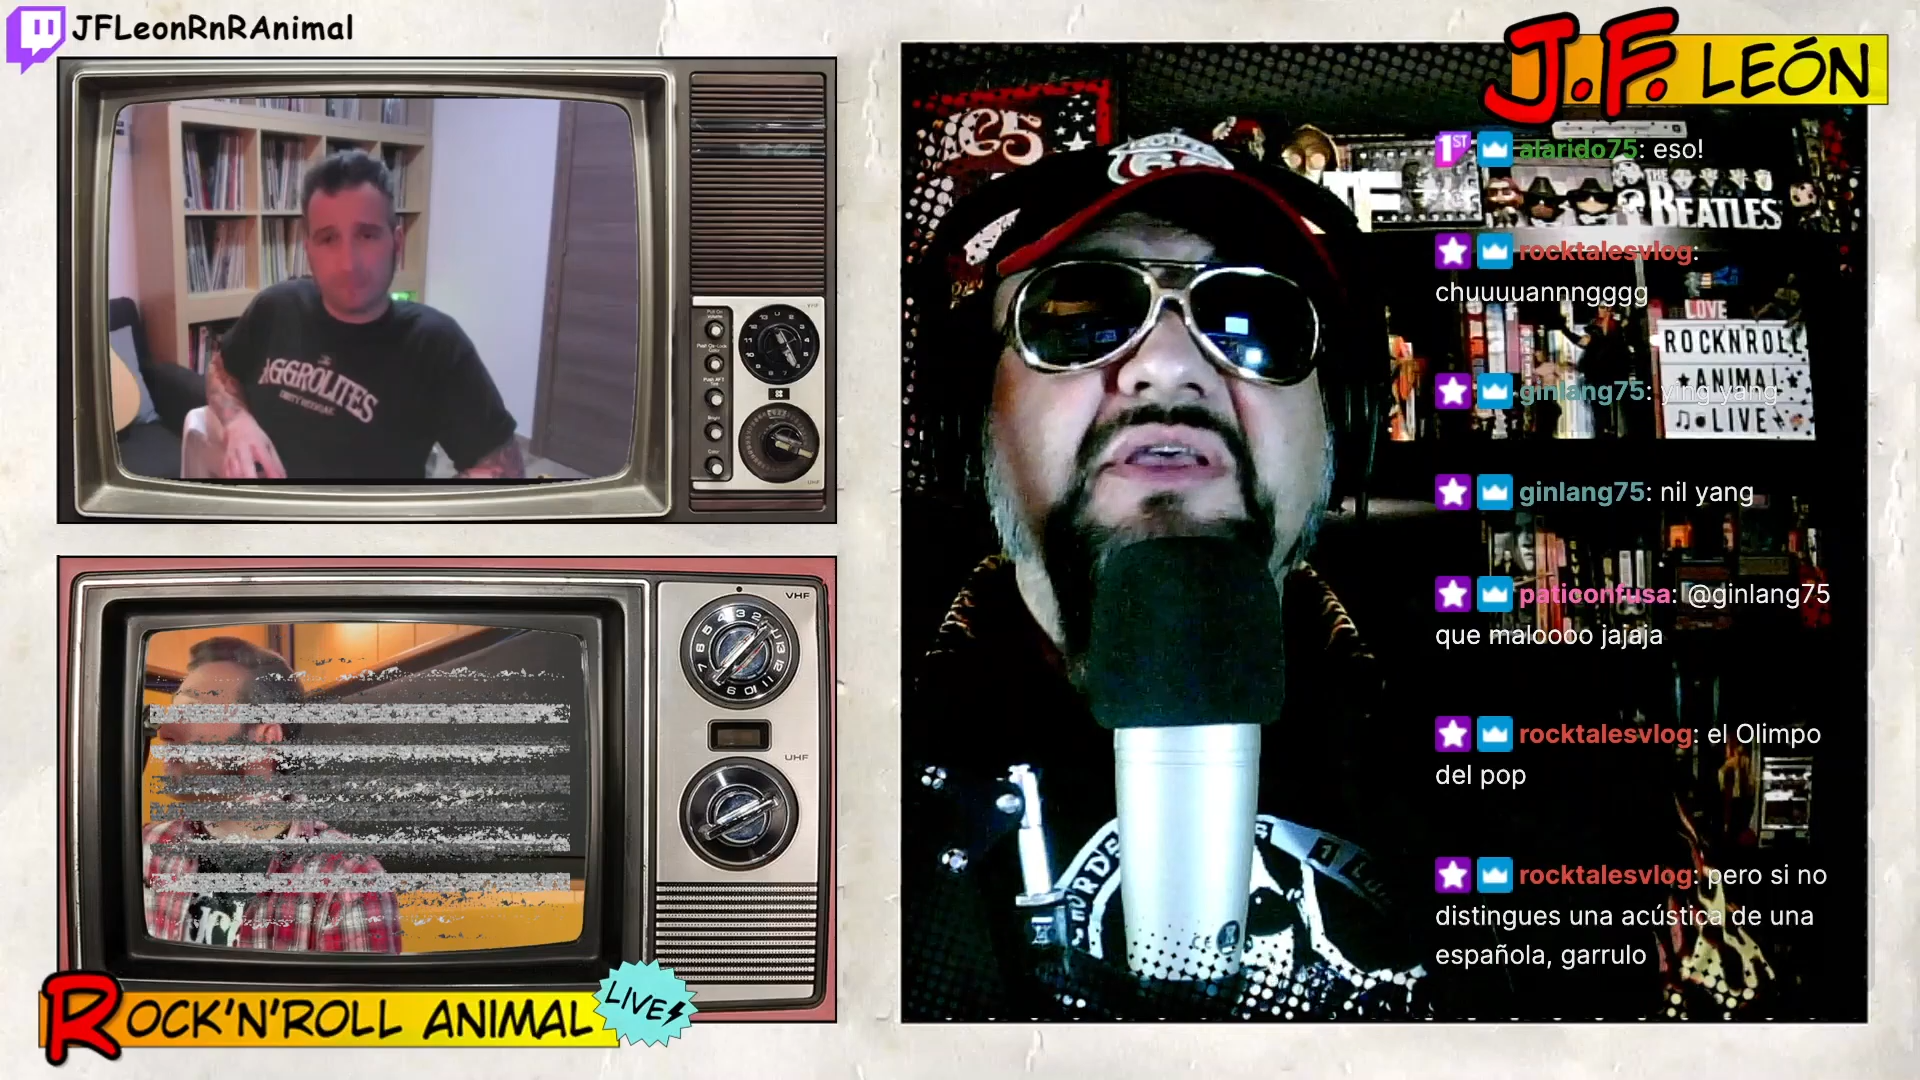 JFLeonRnRAnimal
J.F. LEÓN
AGGROLITES
THE
BEATLES
LOVE
ROCKNROLL
ANIMAL
LIVE
1ST alarido75: eso!
rocktalesvlog:
chuuuuannngggg
ginlang75: ying yang
ginlang75: nil yang
paticonfusa: @ginlang75
que maloooo jajaja
rocktalesvlog: el Olimpo
del pop
rocktalesvlog: pero si no
distingues una acústica de una
española, garrulo
VHF
UHF
ROCK'N'ROLL ANIMAL
LIVE